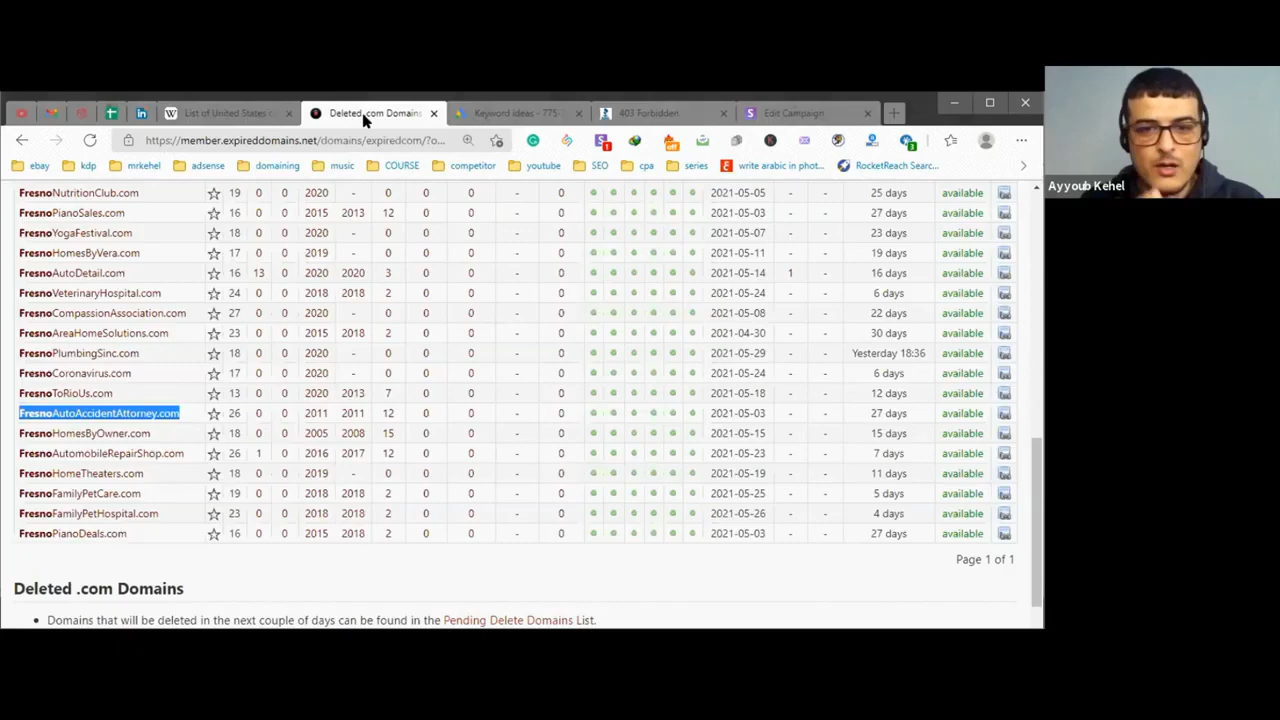 List of United States c
Deleted .com Domains
Keyword ideas - 775-
403 Forbidden
Edit Campaign
https://member.expireddomains.net/domains/expiredcom/?o...
ebay kdp mrkehel adsense domaining music COURSE competitor youtube SEO cpa series write arabic in phot... RocketReach Searc...
Ayyoub Kehel
FresnoNutritionClub.com 19 0 0 2020 - 0 0 0 - 0 2021-05-05 - - 25 days available
FresnoPianoSales.com 16 0 0 2015 2013 12 0 0 - 0 2021-05-03 - - 27 days available
FresnoYogaFestival.com 18 0 0 2020 - 0 0 0 - 0 2021-05-07 - - 23 days available
FresnoHomesByVera.com 17 0 0 2019 - 0 0 0 - 0 2021-05-11 - - 19 days available
FresnoAutoDetail.com 16 13 0 2020 2020 3 0 0 - 0 2021-05-14 1 - 16 days available
FresnoVeterinaryHospital.com 24 0 0 2018 2018 2 0 0 - 0 2021-05-24 - - 6 days available
FresnoCompassionAssociation.com 27 0 0 2020 - 0 0 0 - 0 2021-05-08 - - 22 days available
FresnoAreaHomeSolutions.com 23 0 0 2015 2018 2 0 0 - 0 2021-04-30 - - 30 days available
FresnoPlumbingSinc.com 18 0 0 2020 - 0 0 0 - 0 2021-05-29 - - Yesterday 18:36 available
FresnoCoronavirus.com 17 0 0 2020 - 0 0 0 - 0 2021-05-24 - - 6 days available
FresnoToRioUs.com 13 0 0 2020 2013 7 0 0 - 0 2021-05-18 - - 12 days available
FresnoAutoAccidentAttorney.com 26 0 0 2011 2011 12 0 0 - 0 2021-05-03 - - 27 days available
FresnoHomesByOwner.com 18 0 0 2005 2008 15 0 0 - 0 2021-05-15 - - 15 days available
FresnoAutomobileRepairShop.com 26 1 0 2016 2017 12 0 0 - 0 2021-05-23 - - 7 days available
FresnoHomeTheaters.com 18 0 0 2019 - 0 0 0 - 0 2021-05-19 - - 11 days available
FresnoFamilyPetCare.com 19 0 0 2018 2018 2 0 0 - 0 2021-05-25 - - 5 days available
FresnoFamilyPetHospital.com 23 0 0 2018 2018 2 0 0 - 0 2021-05-26 - - 4 days available
FresnoPianoDeals.com 16 0 0 2015 2018 2 0 0 - 0 2021-05-03 - - 27 days available
Page 1 of 1
Deleted .com Domains
Domains that will be deleted in the next couple of days can be found in the Pending Delete Domains List.